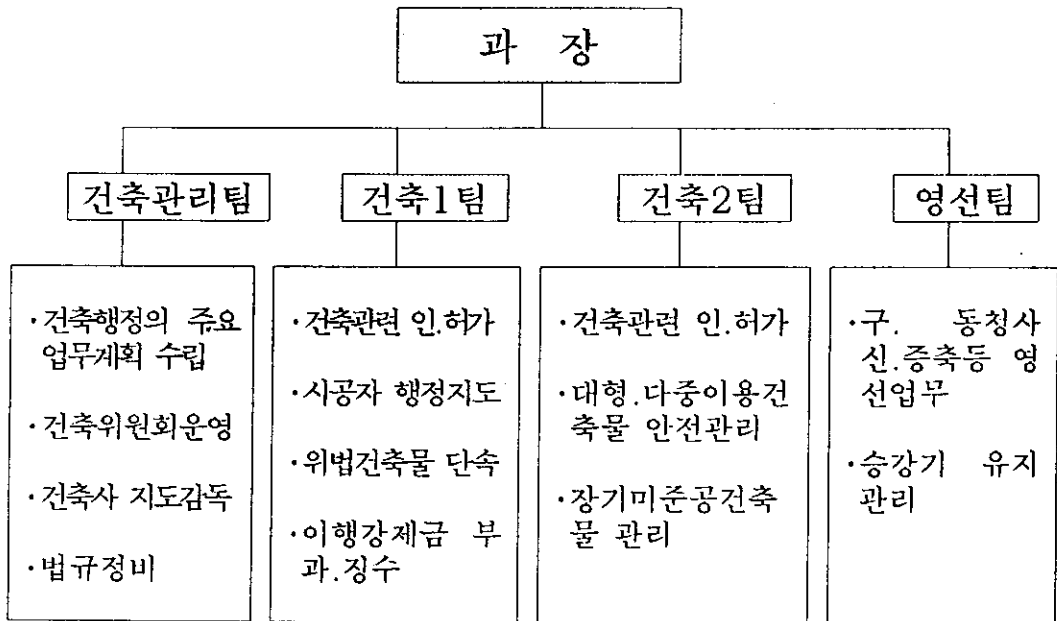 과 장
건축관리팀
건축1팀
건축2팀
영선팀
·건축행정의 주요
업무계획 수립
·건축위원회운영
·건축사 지도감독
·법규정비
·건축관련 인.허가
·시공자 행정지도
·위법건축물 단속
·이행강제금 부
과.징수
·건축관련 인.허가
·대형.다중이용건
축물 안전관리
·장기미준공건축
물 관리
·구. 동청사
신.증축등 영
선업무
·승강기 유지
관리